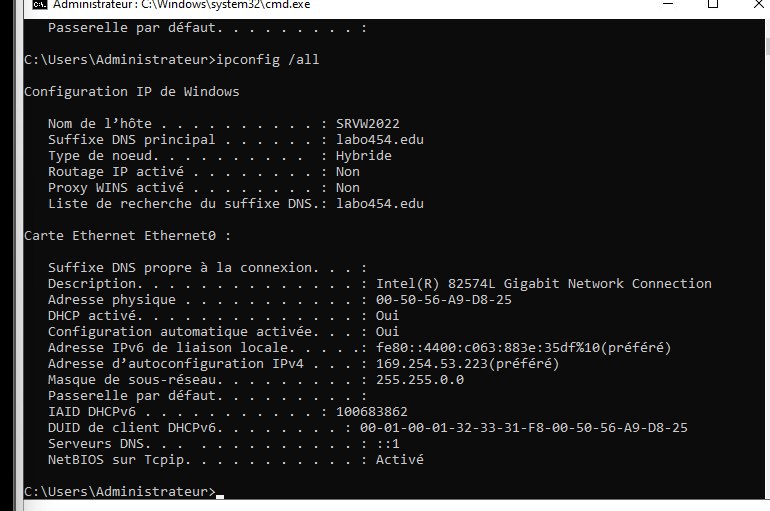 Administrateur : C:\Windows\system32\cmd.exe
Passerelle par défaut. . . . . . . . . :
C:\Users\Administrateur>ipconfig /all
Configuration IP de Windows
Nom de l’hôte . . . . . . . . . . : SRVW2022
Suffixe DNS principal . . . . . . : labo454.edu
Type de noeud. . . . . . . . . .  : Hybride
Routage IP activé . . . . . . . . : Non
Proxy WINS activé . . . . . . . . : Non
Liste de recherche du suffixe DNS.: labo454.edu
Carte Ethernet Ethernet0 :
Suffixe DNS propre à la connexion. . . :
Description. . . . . . . . . . . . . . : Intel(R) 82574L Gigabit Network Connection
Adresse physique . . . . . . . . . . . : 00-50-56-A9-D8-25
DHCP activé. . . . . . . . . . . . . . : Oui
Configuration automatique activée. . . : Oui
Adresse IPv6 de liaison locale. . . . .: fe80::4400:c063:883e:35df%10(préféré)
Adresse d’autoconfiguration IPv4 . . . : 169.254.53.223(préféré)
Masque de sous-réseau. . . . . . . . . : 255.255.0.0
Passerelle par défaut. . . . . . . . . :
IAID DHCPv6 . . . . . . . . . . . : 100683862
DUID de client DHCPv6. . . . . . . . : 00-01-00-01-32-33-31-F8-00-50-56-A9-D8-25
Serveurs DNS. . .  . . . . . . . . . . : ::1
NetBIOS sur Tcpip. . . . . . . . . . . : Activé
C:\Users\Administrateur>